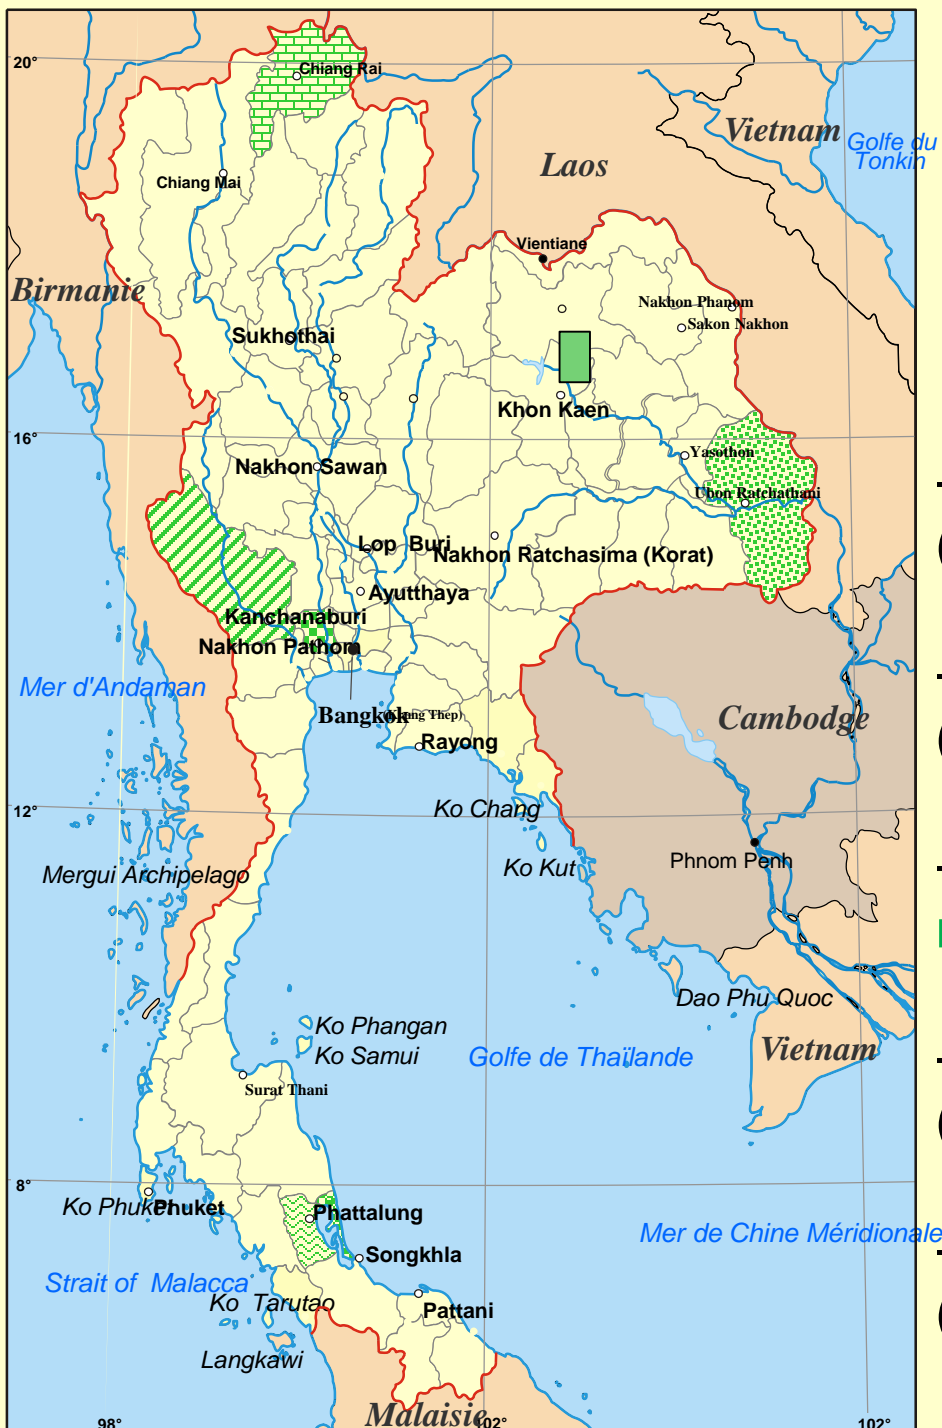 20°
Chiang Rai
Vietnam
Golfe du
Tonkin
Laos
Chiang Mai
Vientiane
Birmanie
Nakhon Phanom
Sakon Nakhon
Sukhothai
Khon Kaen
16°
Yasothon
Nakhon Sawan
Ubon Ratchathani
Lop Buri
Nakhon Ratchasima (Korat)
Ayutthaya
Kanchanaburi
Nakhon Pathom
Mer d'Andaman
Bangkok
Thep)
Cambodge
Rayong
12°
Ko Chang
Phnom Penh
Ko Kut
Mergui Archipelago
Dao Phu Quoc
Ko Phangan
Ko Samui
Golfe de Thaïlande
Vietnam
Surat Thani
8°
Ko Phuket
Phuket
Phattalung
Mer de Chine Méridionale
Songkhla
Strait of Malacca
Ko Tarutao
Pattani
Langkawi
Malaisie
98°
102°
102°